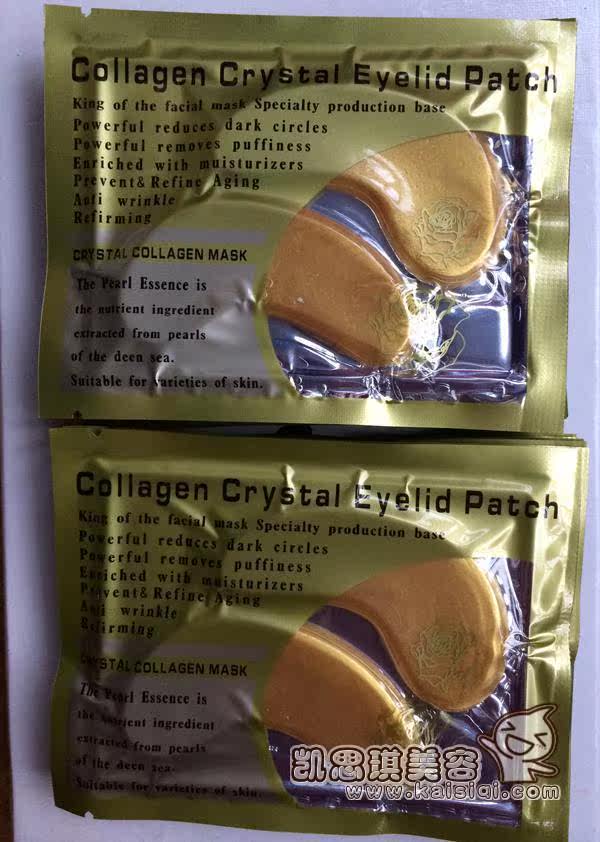 Collagen Crystal Eyelid Patch
King of the facial mask Specialty production base
Powerful reduces dark circles
Powerful removes puffiness
Enriched with muisturizers
Prevent&Refine Aging
Anti wrinkle
Refirming
CRYSTAL COLLAGEN MASK
The Pearl Essence is
the nutrient ingredient
extracted from pearls
of the deen sea.
Suitable for varieties of skin.
Collagen Crystal Eyelid Patch
King of the facial mask Specialty production base
Powerful reduces dark circles
Powerful removes puffiness
Enriched with muisturizers
Prevent&Refine Aging
Anti wrinkle
Refirming
CRYSTAL COLLAGEN MASK
The Pearl Essence is
the nutrient ingredient
extracted from pearls
of the deen sea.
Suitable for varieties of skin.
凯思琪美容
www.kaisiqi.com